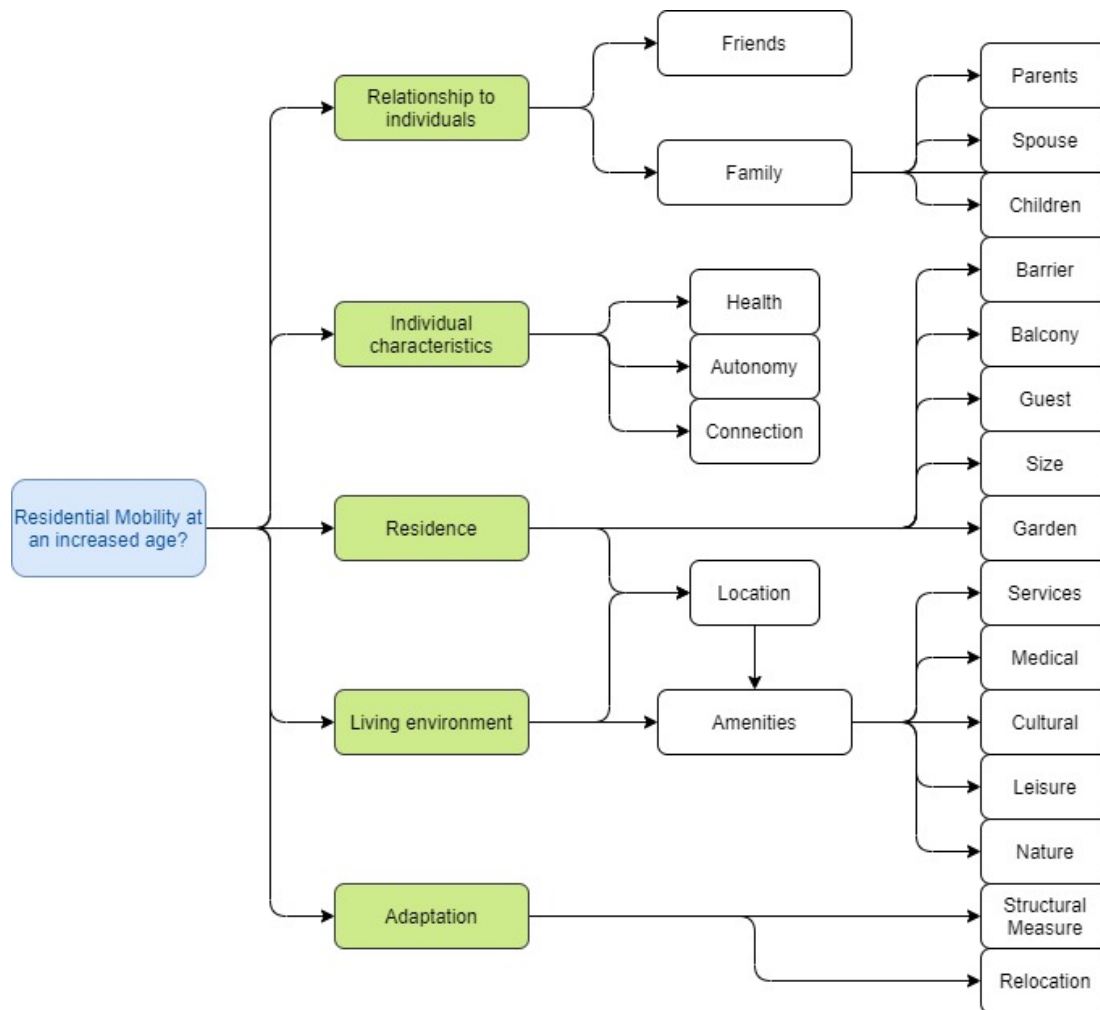 Friends
Parents
Relationship to
individuals
Spouse
Family
Children
Barrier
Health
Individual
characteristics
Balcony
Autonomy
Guest
Connection
Size
Residential Mobility at
an increased age?
Residence
Garden
Location
Services
Medical
Living environment
Amenities
Cultural
Leisure
Nature
Adaptation
Structural
Measure
Relocation